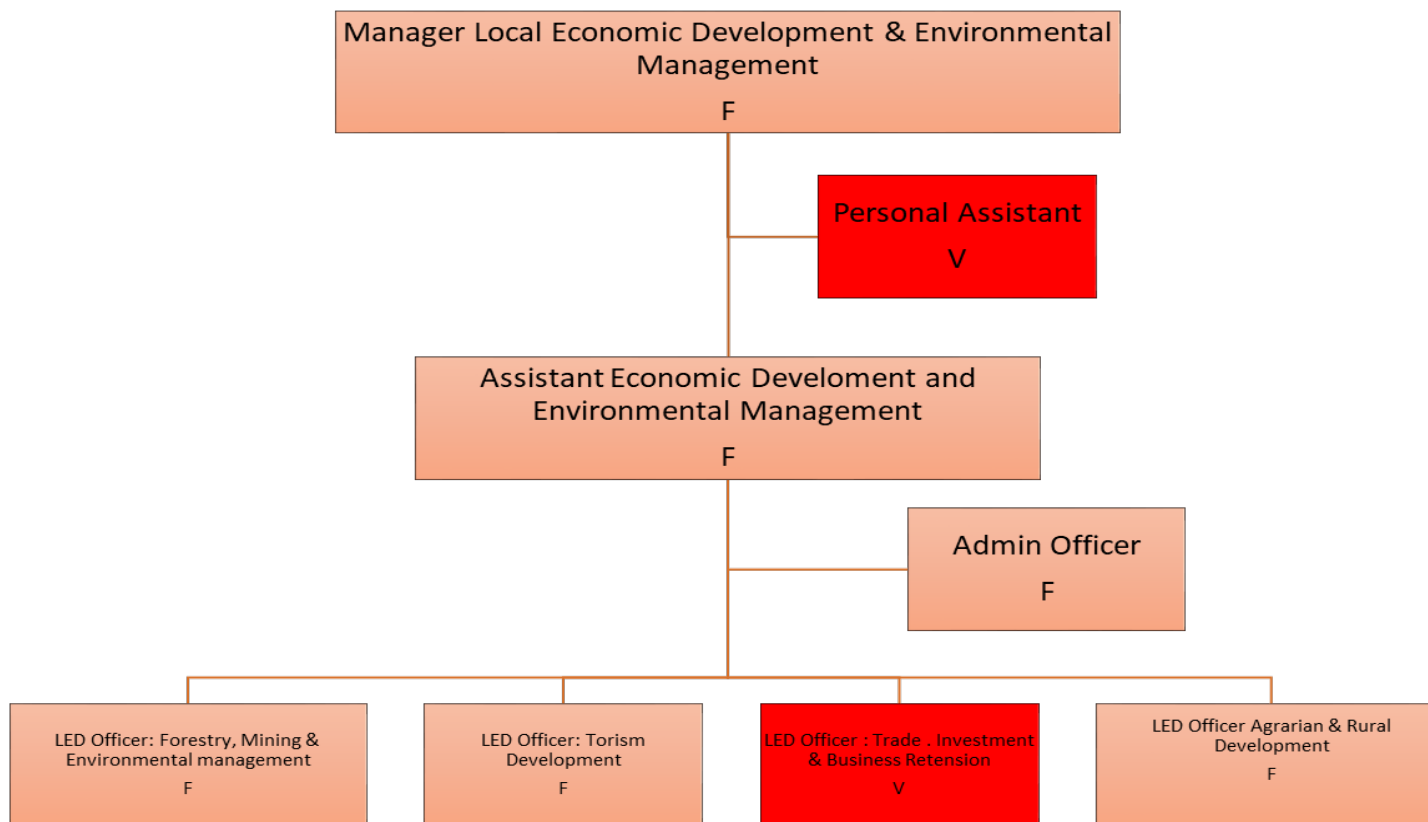 Manager Local Economic Development & Environmental
Management
F
Personal Assistant
V
Assistant Economic Develoment and
Environmental Management
F
Admin Officer
F
LED Officer: Forestry, Mining &
Environmental management
F
LED Officer: Torism
Development
F
LED Officer : Trade . Investment
& Business Retension
V
LED Officer Agrarian & Rural
Development
F